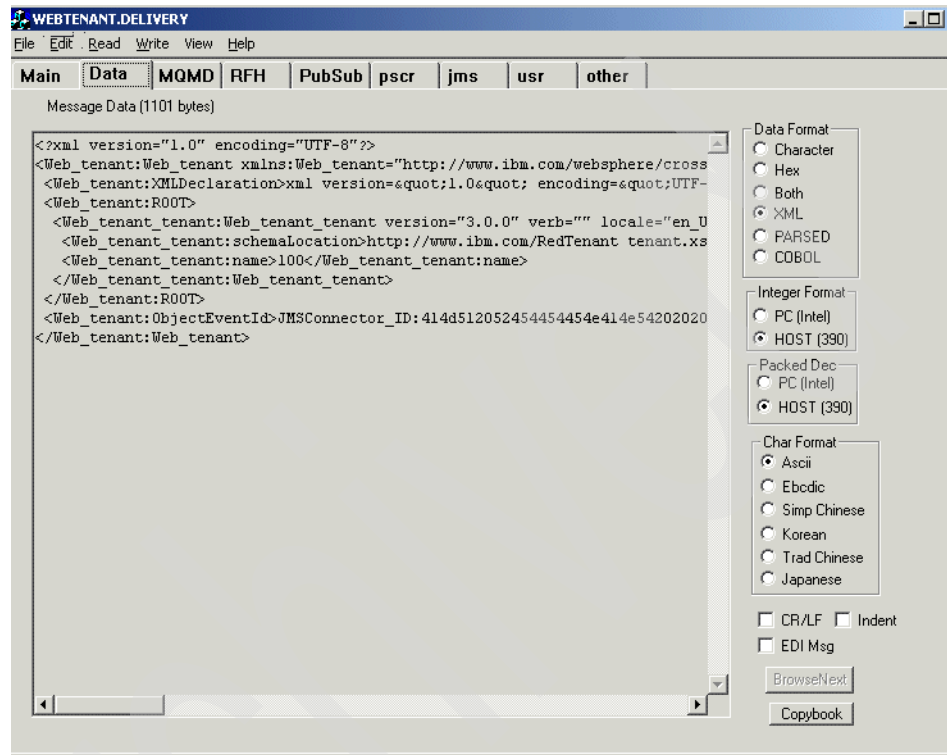 WEBTENANT.DELIVERY
File Edit Read Write View Help
Main Data MQMD RFH PubSub pscr jms usr other
Message Data (1101 bytes)
<?xml version="1.0" encoding="UTF-8"?>
<Web_tenant:Web_tenant xmlns:Web_tenant="http://www.ibm.com/websphere/cross
<Web_tenant:XMLDeclaration>xml version=&quot;1.0&quot; encoding=&quot;UTF-
<Web_tenant:ROOT>
<Web_tenant_tenant:Web_tenant_tenant version="3.0.0" verb="" locale="en_U
<Web_tenant_tenant:schemaLocation>http://www.ibm.com/RedTenant tenant.xs
<Web_tenant_tenant:name>100</Web_tenant_tenant:name>
</Web_tenant_tenant:Web_tenant_tenant>
</Web_tenant:ROOT>
<Web_tenant:ObjectEventId>JMSConnector_ID:414d512052454454454e414e54202020
</Web_tenant:Web_tenant>
Data Format
Character
Hex
Both
XML
PARSED
COBOL
Integer Format
PC (Intel)
HOST (390)
Packed Dec
PC (Intel)
HOST (390)
Char Format
Ascii
Ebcdic
Simp Chinese
Korean
Trad Chinese
Japanese
CR/LF Indent
EDI Msg
BrowseNext
Copybook